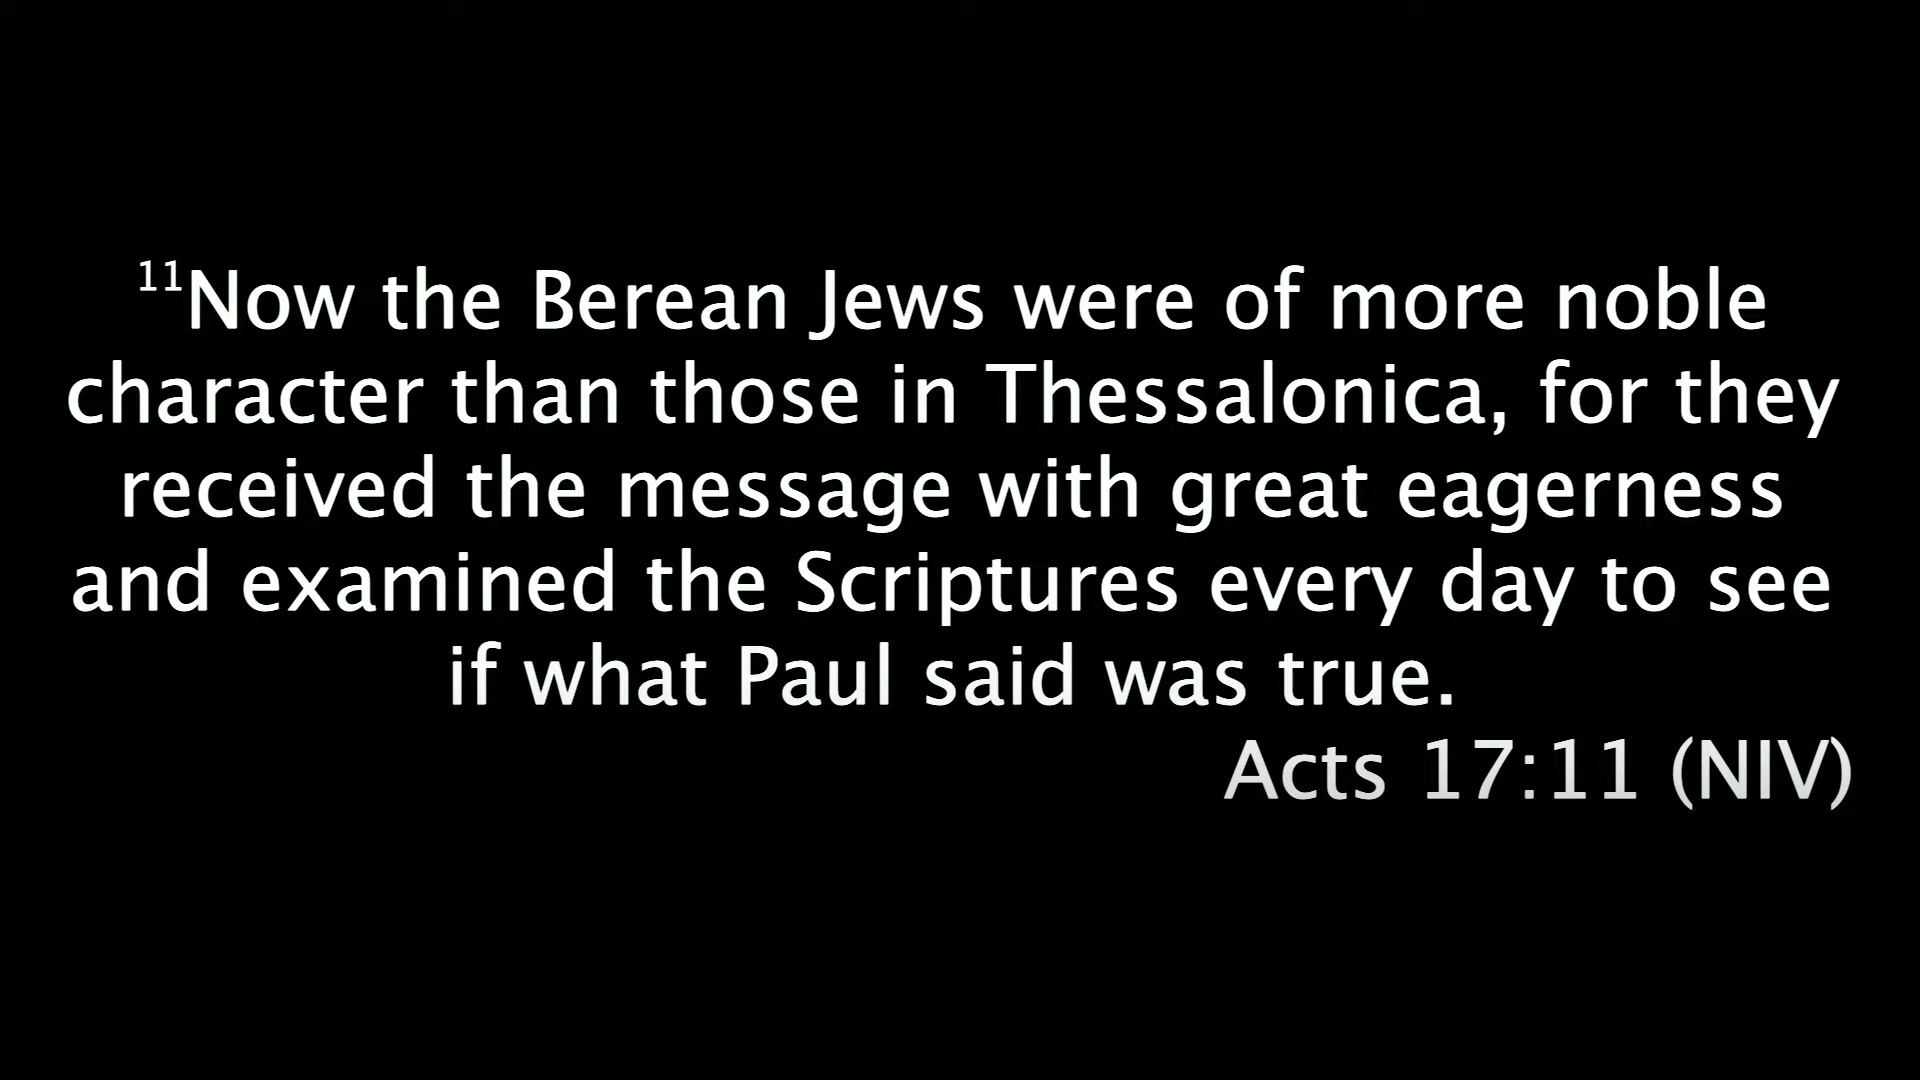 11Now the Berean Jews were of more noble
character than those in Thessalonica, for they
received the message with great eagerness
and examined the Scriptures every day to see
if what Paul said was true.
Acts 17:11 (NIV)